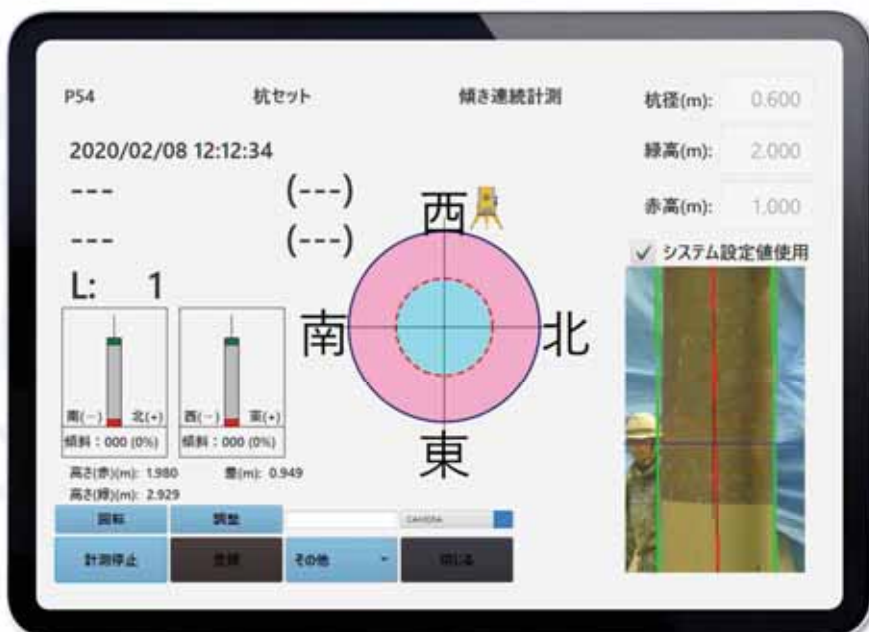 P54 杭セット 傾き連続計測
杭径(m): 0.600
緑高(m): 2.000
赤高(m): 1.000
✓ システム設定値使用
2020/02/08 12:12:34
--- (---)
--- (---)
L: 1
西
南
北
東
南(−) 北(+)
傾斜：000 (0%)
西(−) 東(+)
傾斜：000 (0%)
高さ(赤)(m): 1.980 差(m): 0.949
高さ(緑)(m): 2.929
回転 調整 CAMERA
計測停止 登録 その他 閉じる